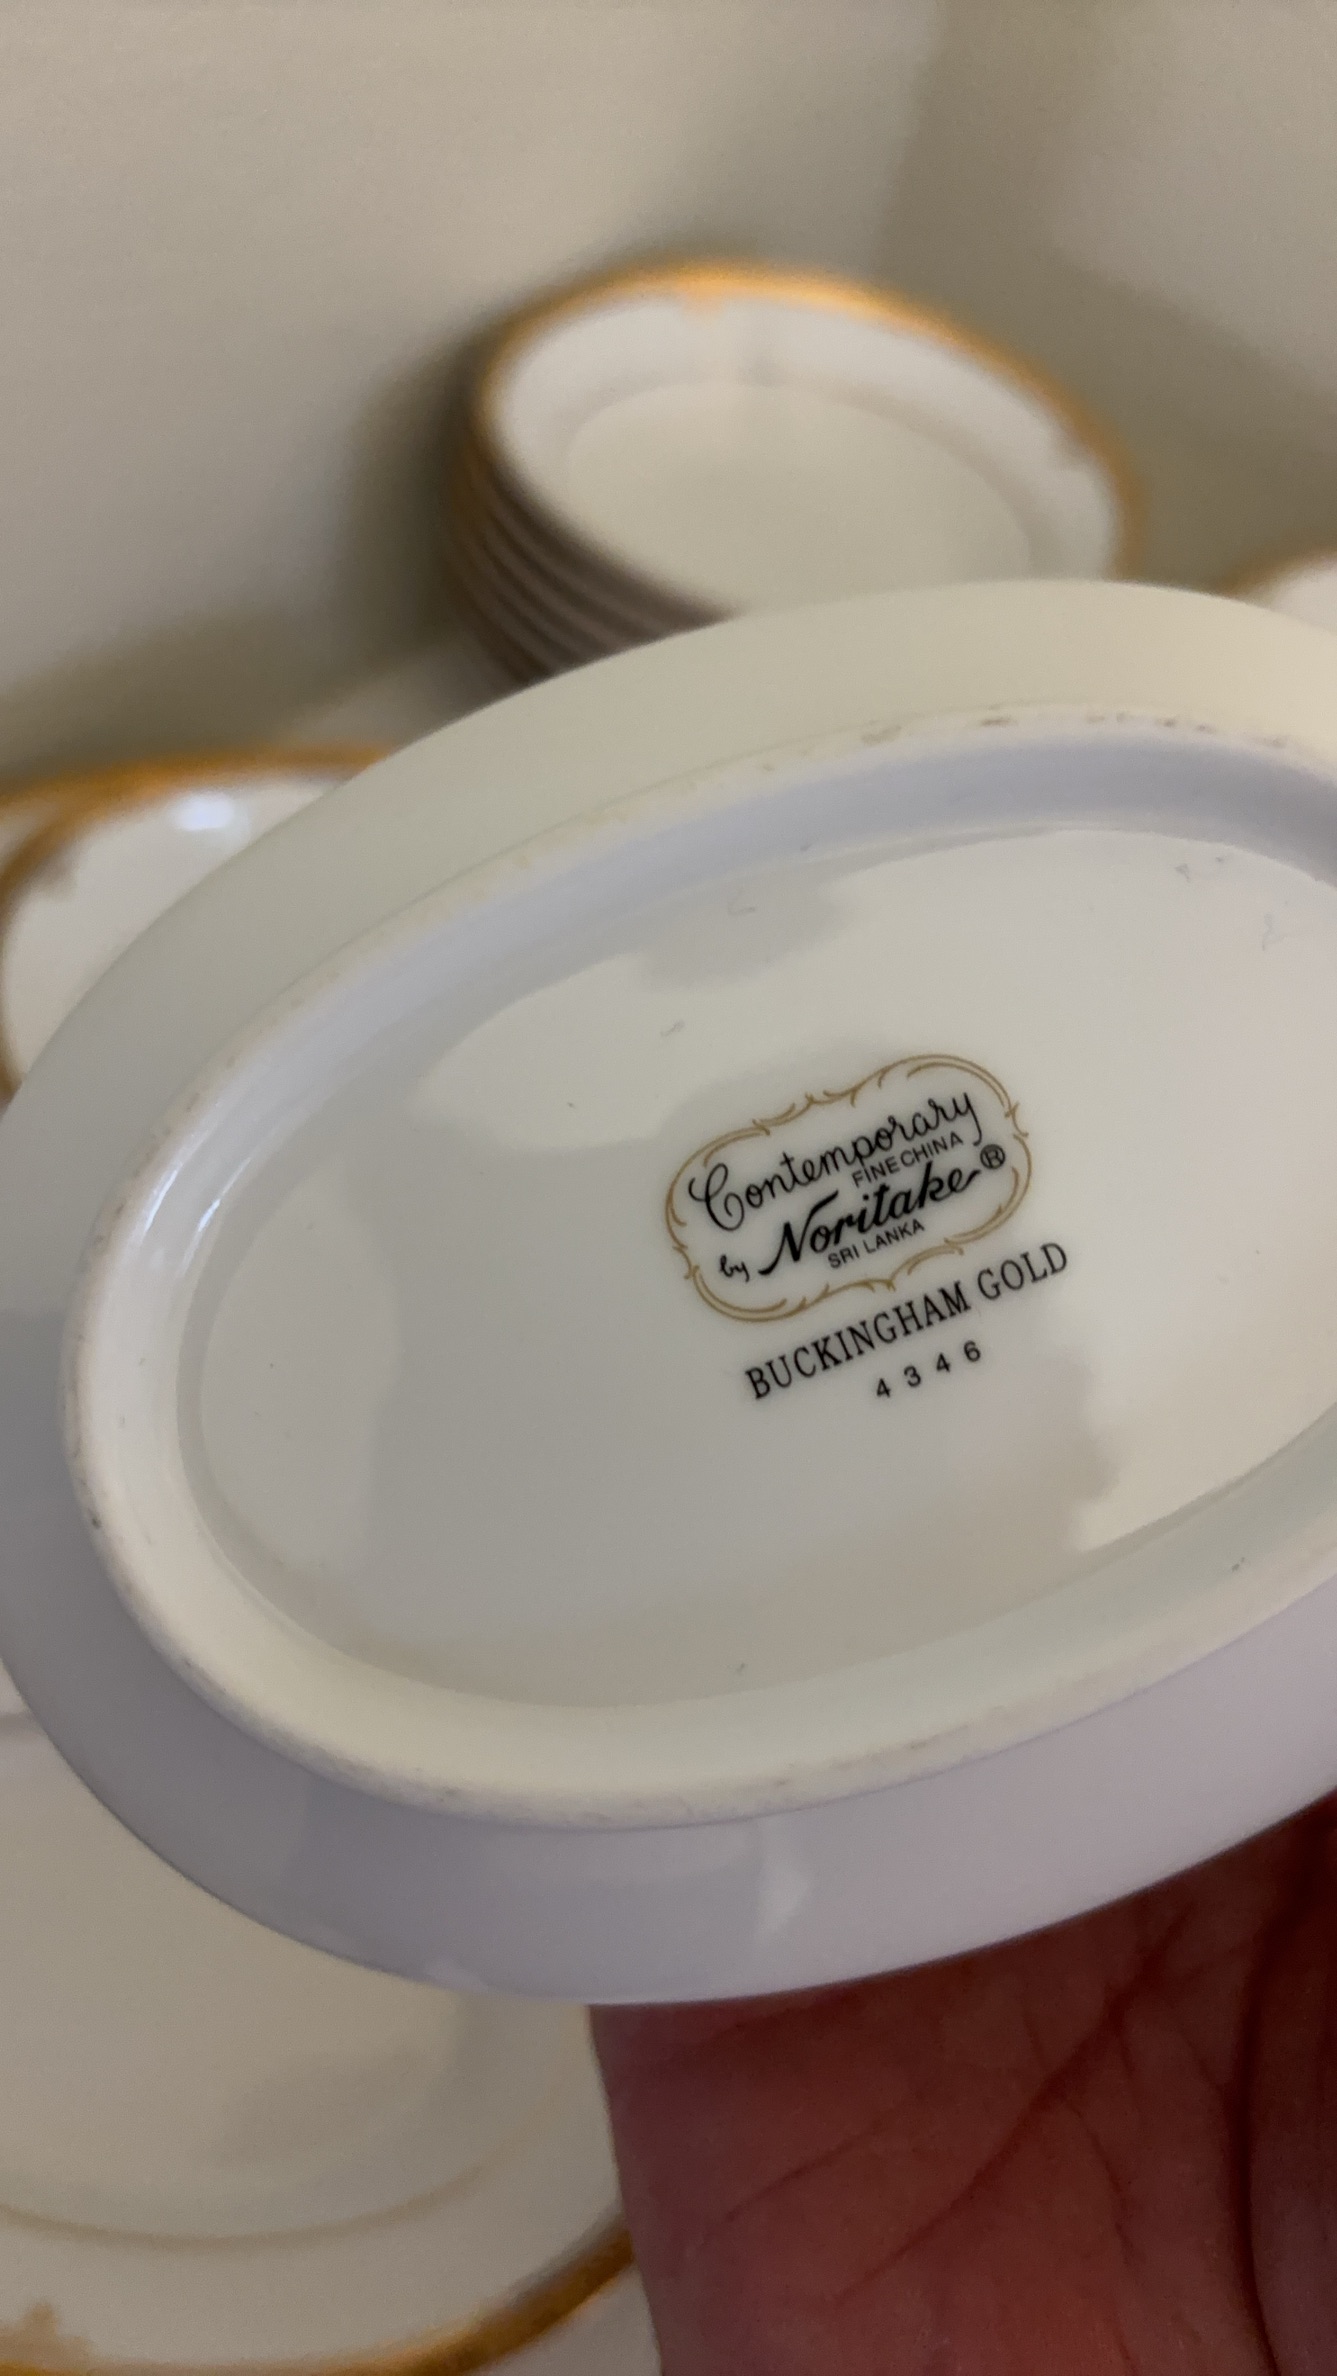 Contemporary
FINE CHINA
by Noritake®
SRI LANKA
BUCKINGHAM GOLD
4346